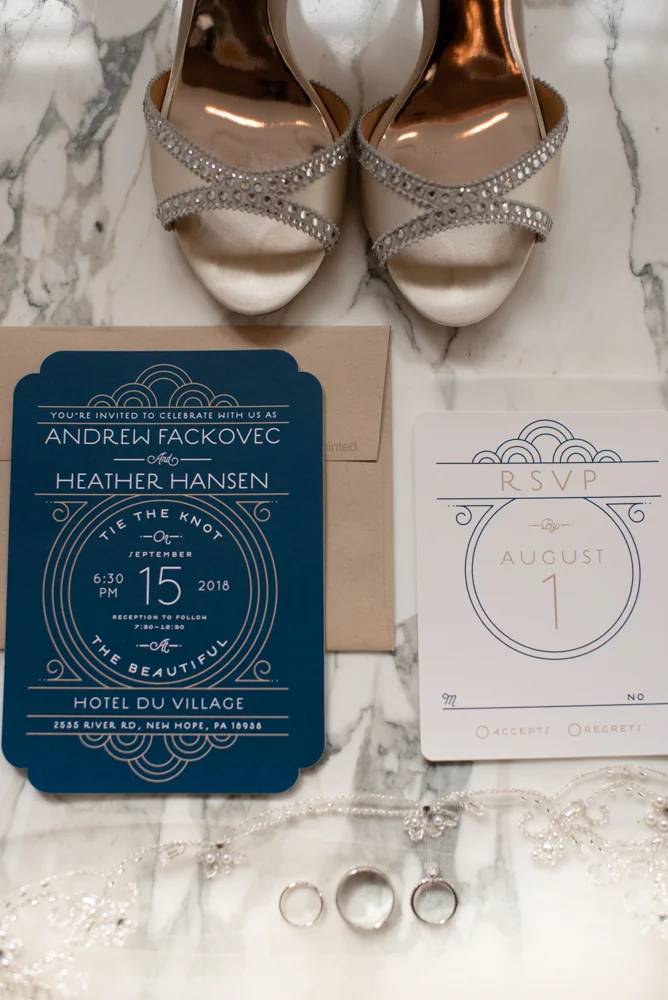 YOU'RE INVITED TO CELEBRATE WITH US AS
ANDREW FACKOVEC
And
HEATHER HANSEN
TIE THE KNOT
On
SEPTEMBER
6:30 PM 15 2018
RECEPTION TO FOLLOW
7:30-12:30
At
THE BEAUTIFUL
HOTEL DU VILLAGE
2535 RIVER RD, NEW HOPE, PA 18938
minted.
RSVP
By
AUGUST
1
M NO
ACCEPTS REGRETS